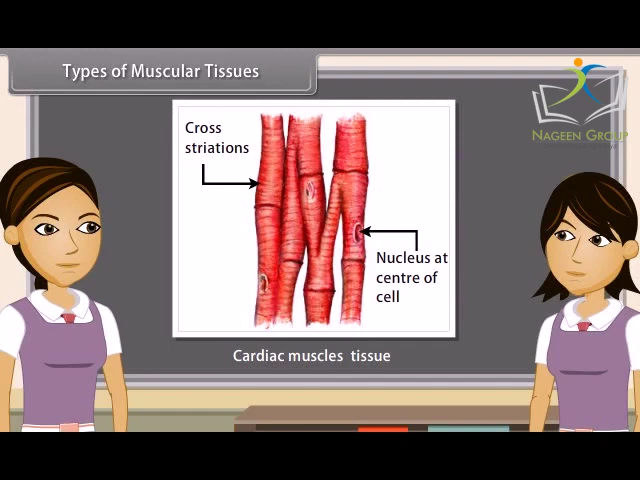 Types of Muscular Tissues
NAGEEN GROUP
Cross
striations
Nucleus at
centre of
cell
Cardiac muscles tissue